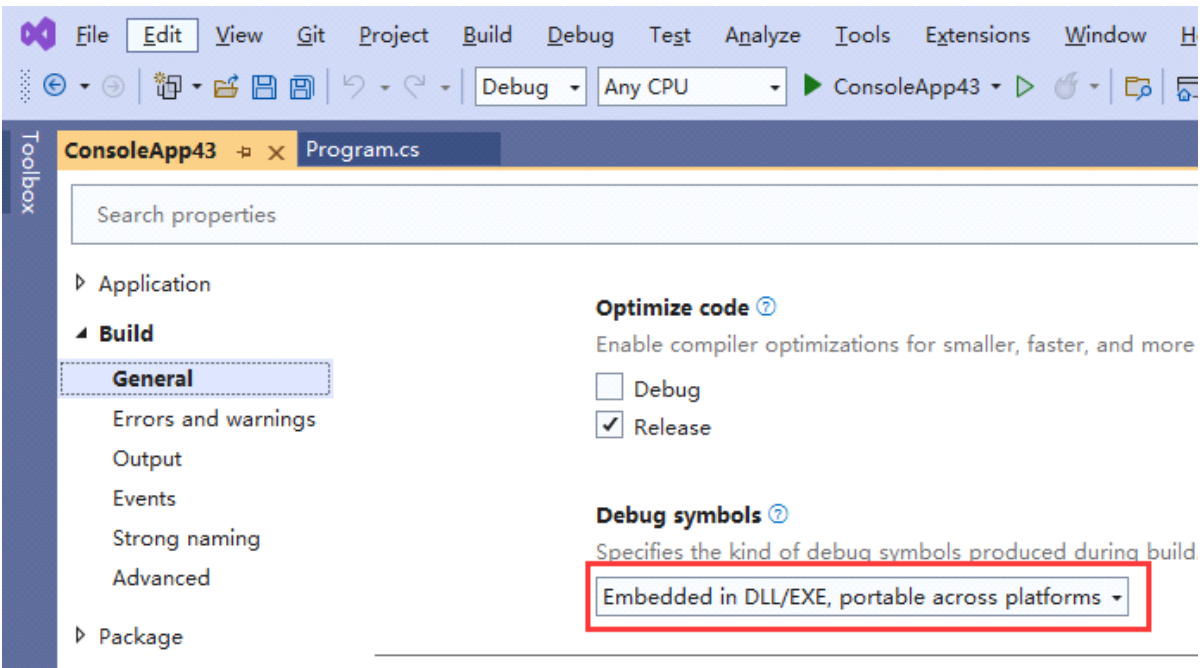 File Edit View Git Project Build Debug Test Analyze Tools Extensions Window
Debug Any CPU ConsoleApp43
Toolbox
ConsoleApp43 Program.cs
Search properties
Application
Build
General
Errors and warnings
Output
Events
Strong naming
Advanced
Package
Optimize code
Enable compiler optimizations for smaller, faster, and more
Debug
Release
Debug symbols
Specifies the kind of debug symbols produced during build.
Embedded in DLL/EXE, portable across platforms